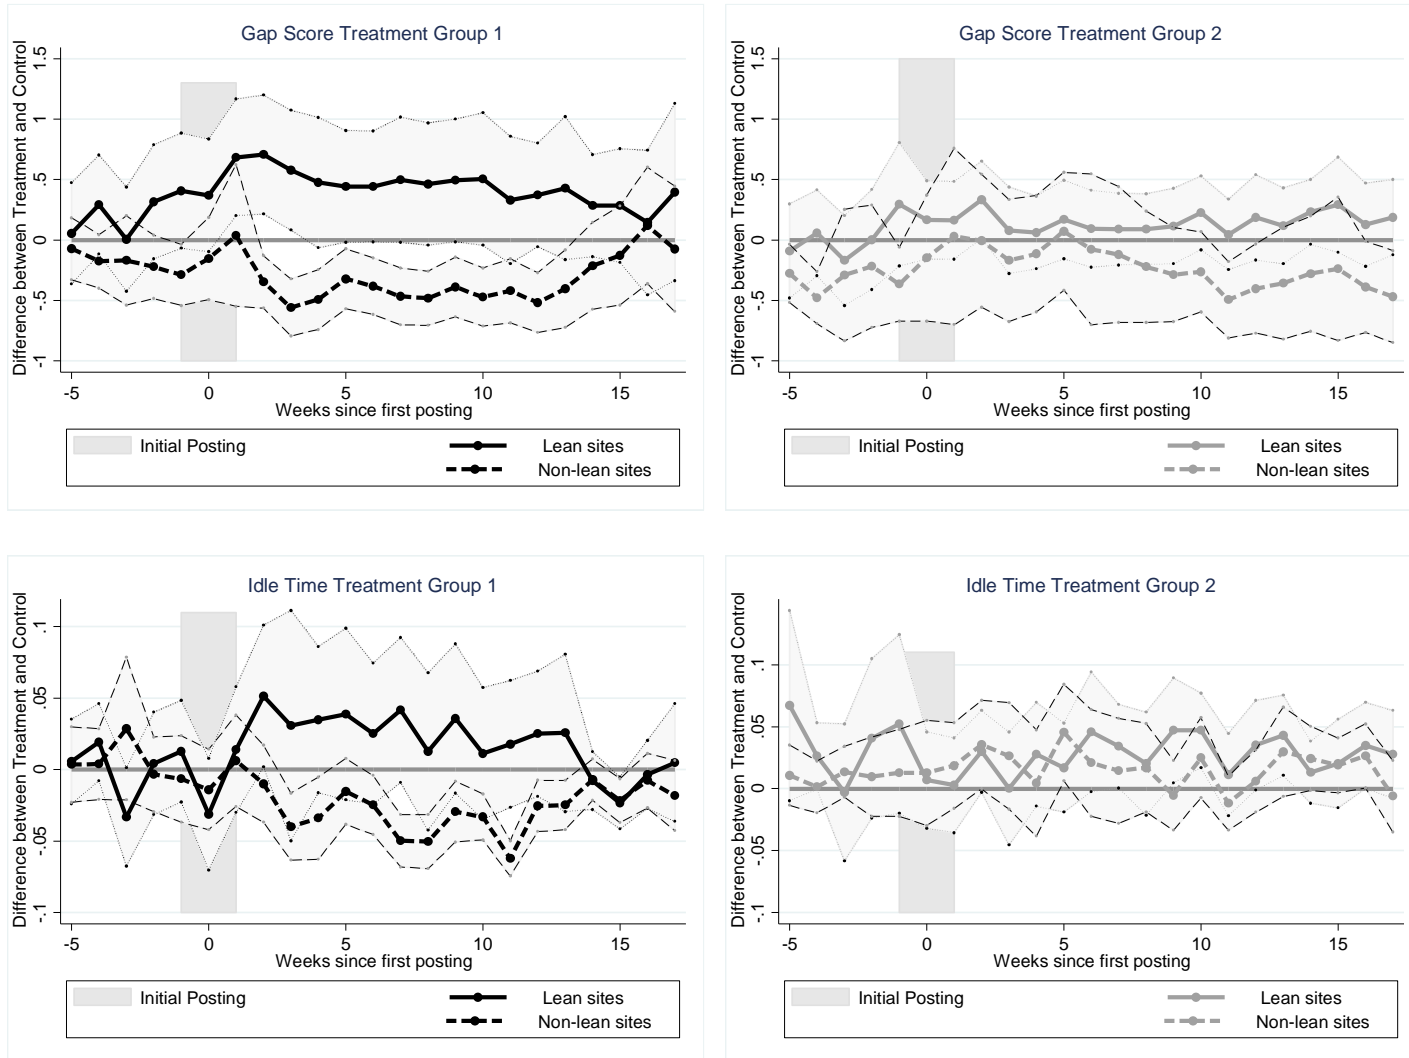 Gap Score Treatment Group 1
Difference between Treatment and Control
1.5
1
.5
0
-.5
-1
-5 0 5 10 15
Weeks since first posting
Initial Posting Lean sites
Non-lean sites
Gap Score Treatment Group 2
Difference between Treatment and Control
1.5
1
.5
0
-.5
-1
-5 0 5 10 15
Weeks since first posting
Initial Posting Lean sites
Non-lean sites
Idle Time Treatment Group 1
Difference between Treatment and Control
.1
.05
0
-.05
-.1
-5 0 5 10 15
Weeks since first posting
Initial Posting Lean sites
Non-lean sites
Idle Time Treatment Group 2
Difference between Treatment and Control
.1
.05
0
-.05
-.1
-5 0 5 10 15
Weeks since first posting
Initial Posting Lean sites
Non-lean sites